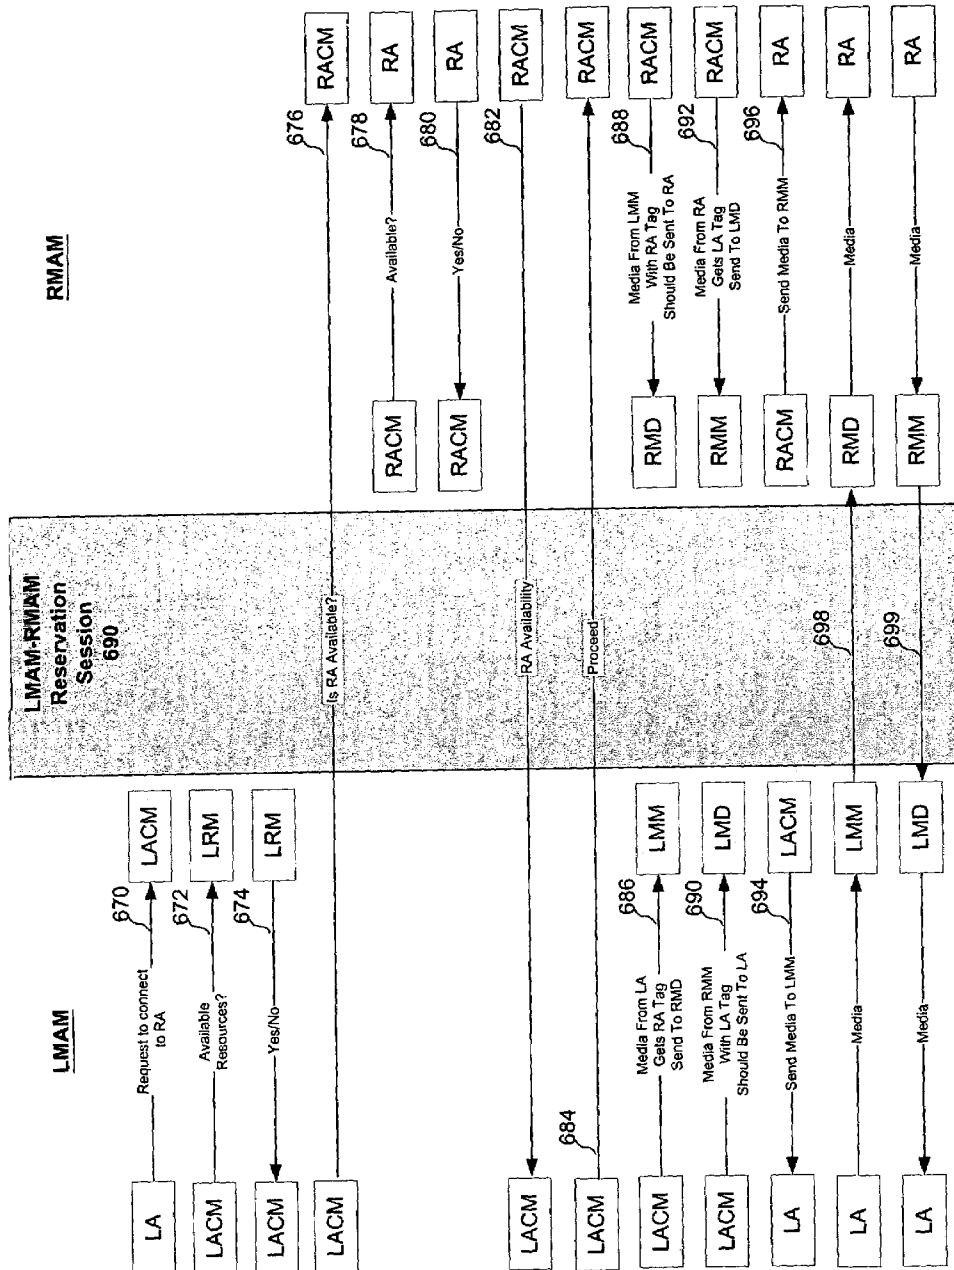 LMAM
LMAM-RMAM
Reservation
Session
690
RMAM
LA
Request to connect
to RA
670
LACM
LACM
Available
Resources?
672
LRM
LACM
Yes/No
674
LRM
LACM
Is RA Available?
676
RACM
RACM
Available?
678
RA
RACM
Yes/No
680
RA
LACM
RA Availability
682
RACM
LACM
684
Proceed
RACM
LACM
Media From LA
Gets RA Tag
Send To RMD
686
LMM
RMD
Media From LMM
With RA Tag
Should Be Sent To RA
688
RACM
LACM
Media From RMM
With LA Tag
Should Be Sent To LA
690
LMD
RMM
Media From RA
Gets LA Tag
Send To LMD
692
RACM
LA
Send Media To LMM
694
LACM
RACM
Send Media To RMM
696
RA
LA
Media
LMM
698
RMD
Media
RA
LA
Media
LMD
699
RMM
Media
RA